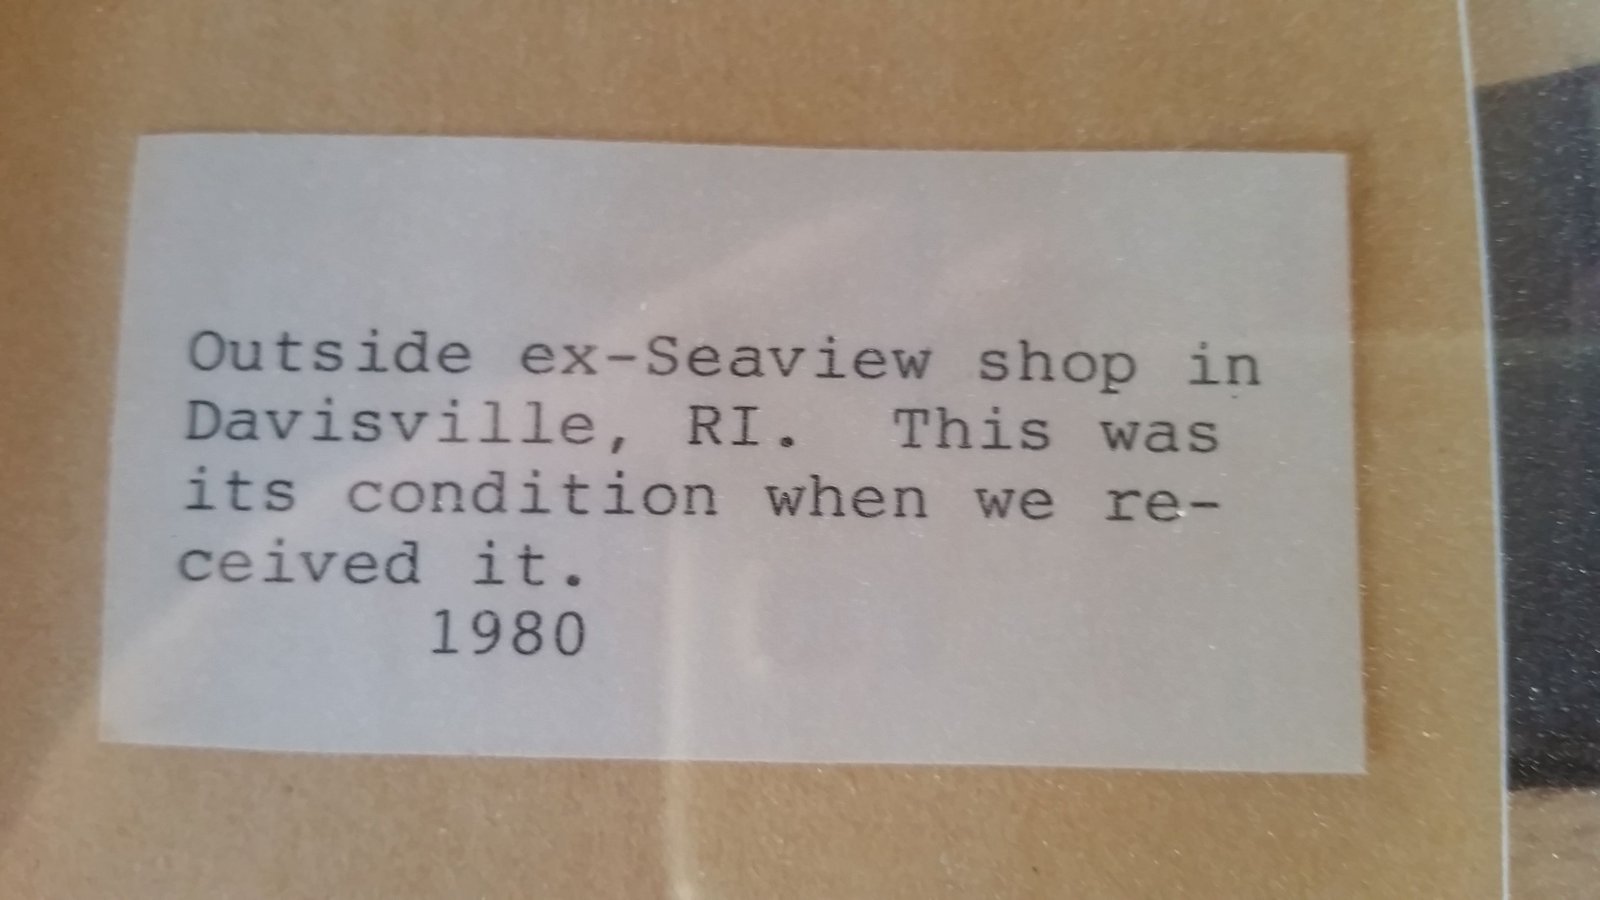 Outside ex-Seaview shop in
Davisville, RI.  This was
its condition when we re-
ceived it.
1980